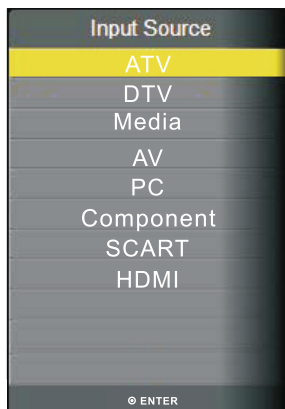 Input Source
ATV
DTV
Media
AV
PC
Component
SCART
HDMI
ENTER